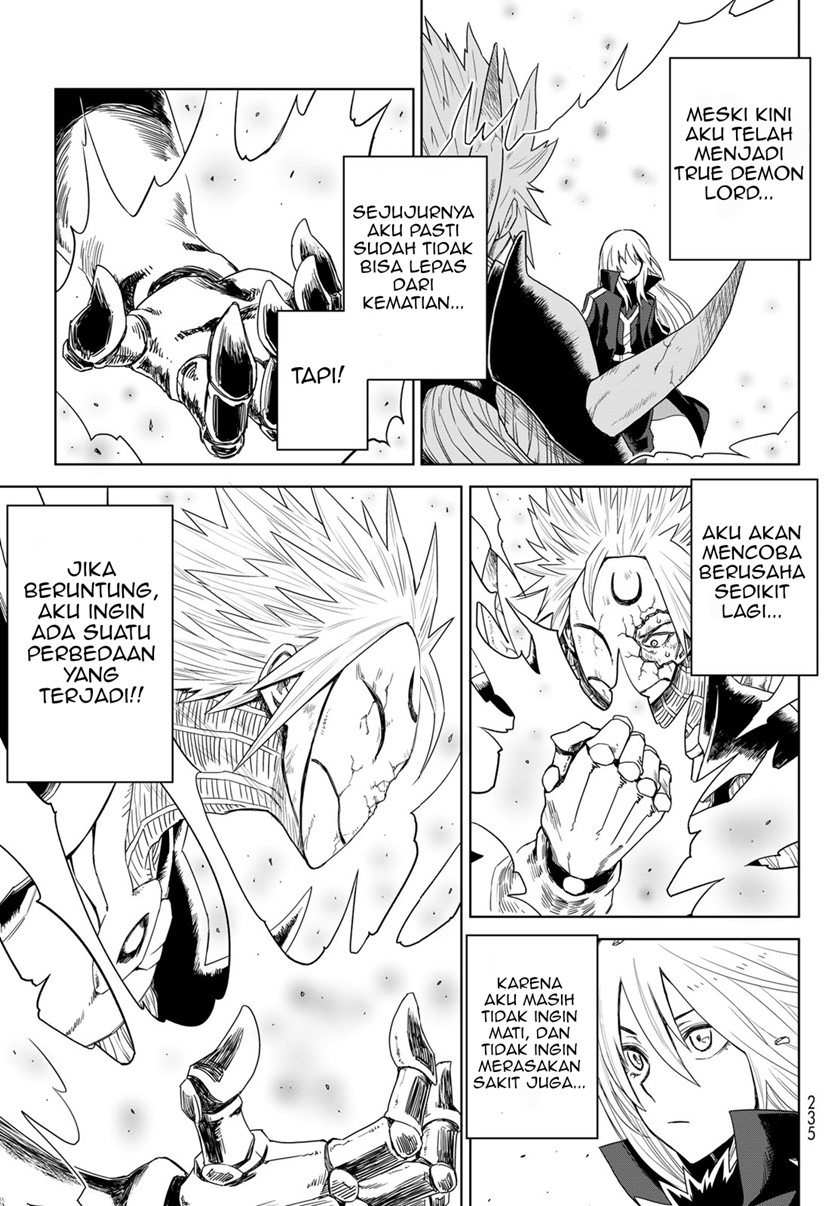 MESKI KINI
AKU TELAH
MENJADI
TRUE DEMON
LORD...
SEJUJURNYA
AKU PASTI
SUDAH TIDAK
BISA LEPAS
DARI
KEMATIAN...
TAPI!
AKU AKAN
MENCOBA
BERUSAHA
SEDIKIT
LAGI...
JIKA
BERUNTUNG,
AKU INGIN
ADA SUATU
PERBEDAAN
YANG
TERJADI!!
KARENA
AKU MASIH
TIDAK INGIN
MATI, DAN
TIDAK INGIN
MERASAKAN
SAKIT JUGA...
235